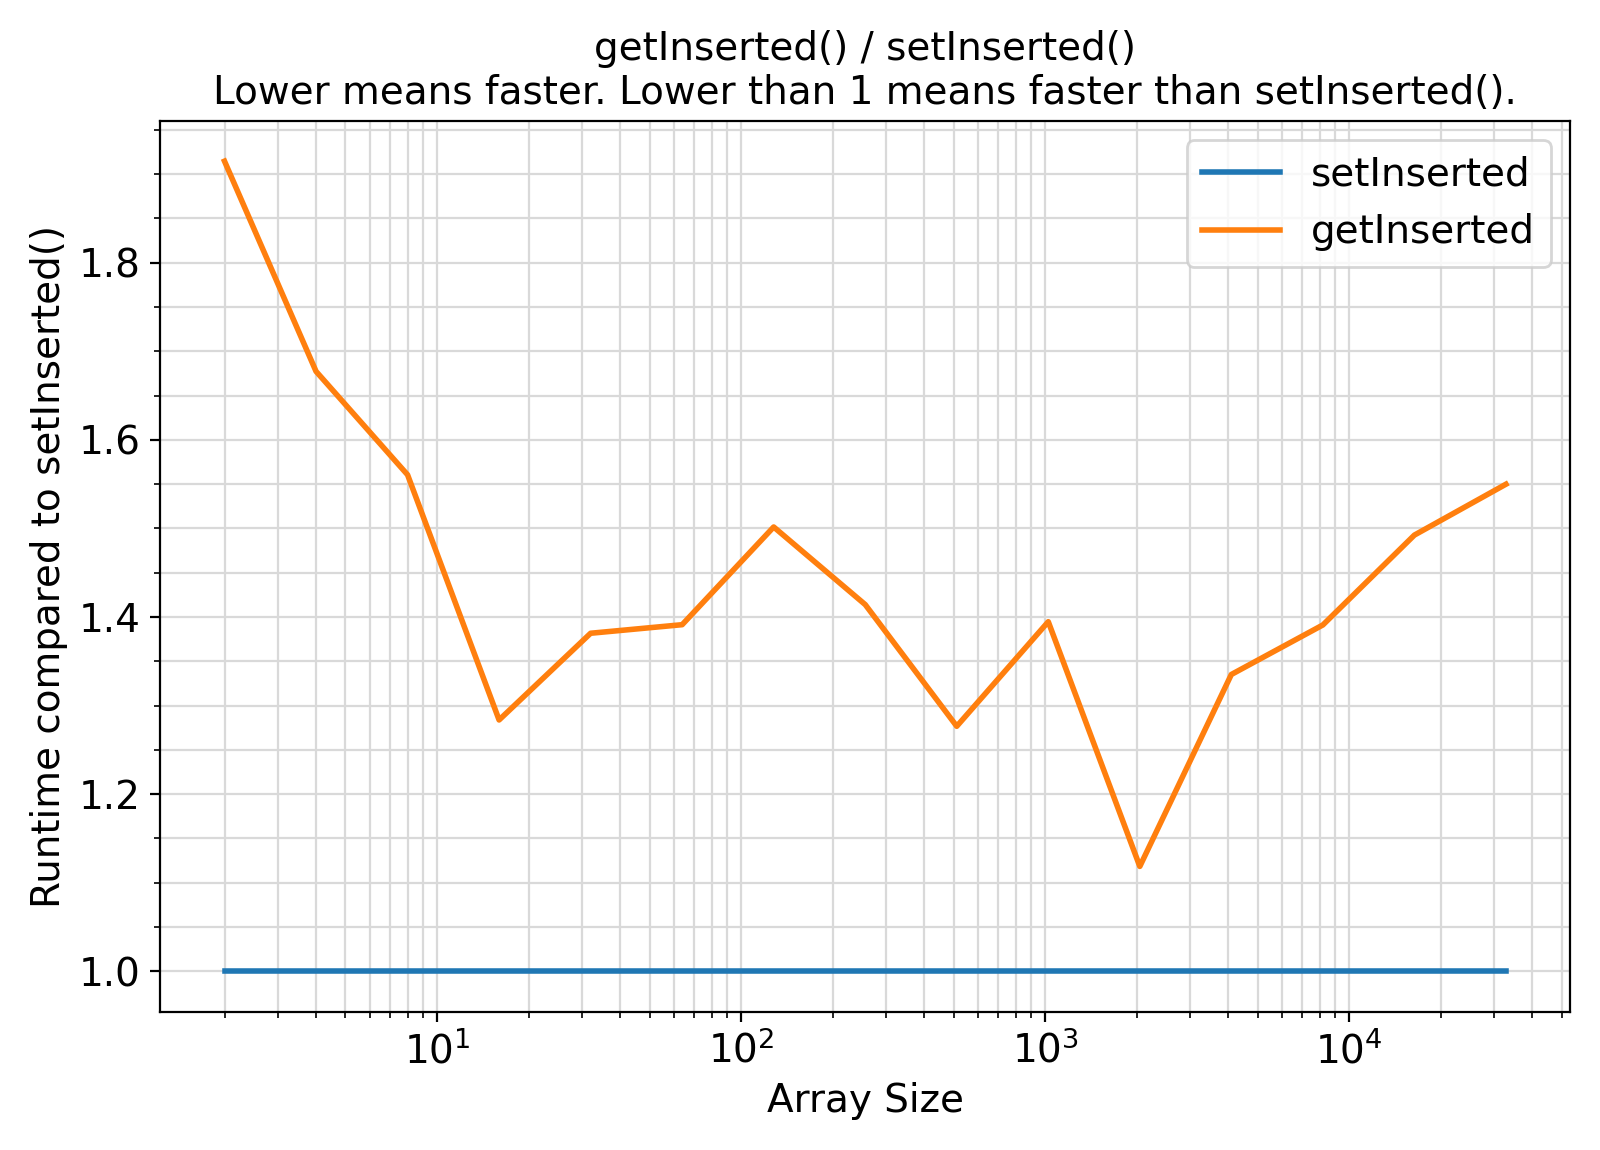 getInserted() / setInserted()
Lower means faster. Lower than 1 means faster than setInserted().
setInserted
getInserted
Runtime compared to setInserted()
1.8
1.6
1.4
1.2
1.0
10¹ 10² 10³ 10⁴
Array Size